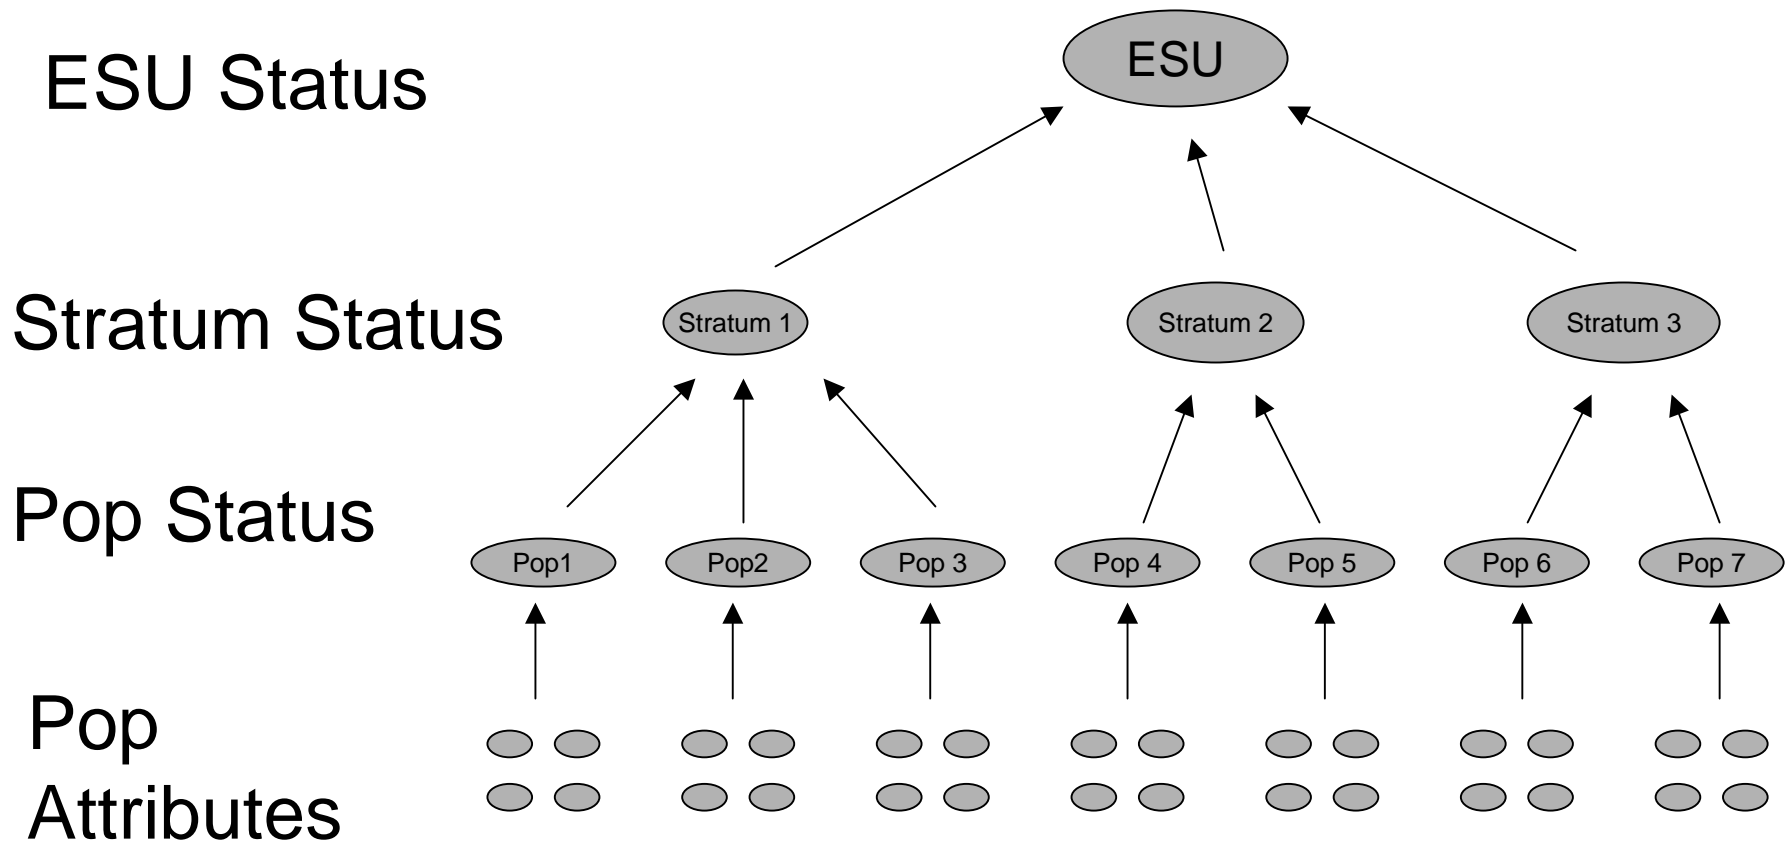 ESU Status
ESU
Stratum Status
Stratum 1
Stratum 2
Stratum 3
Pop Status
Pop1
Pop2
Pop 3
Pop 4
Pop 5
Pop 6
Pop 7
Pop
Attributes